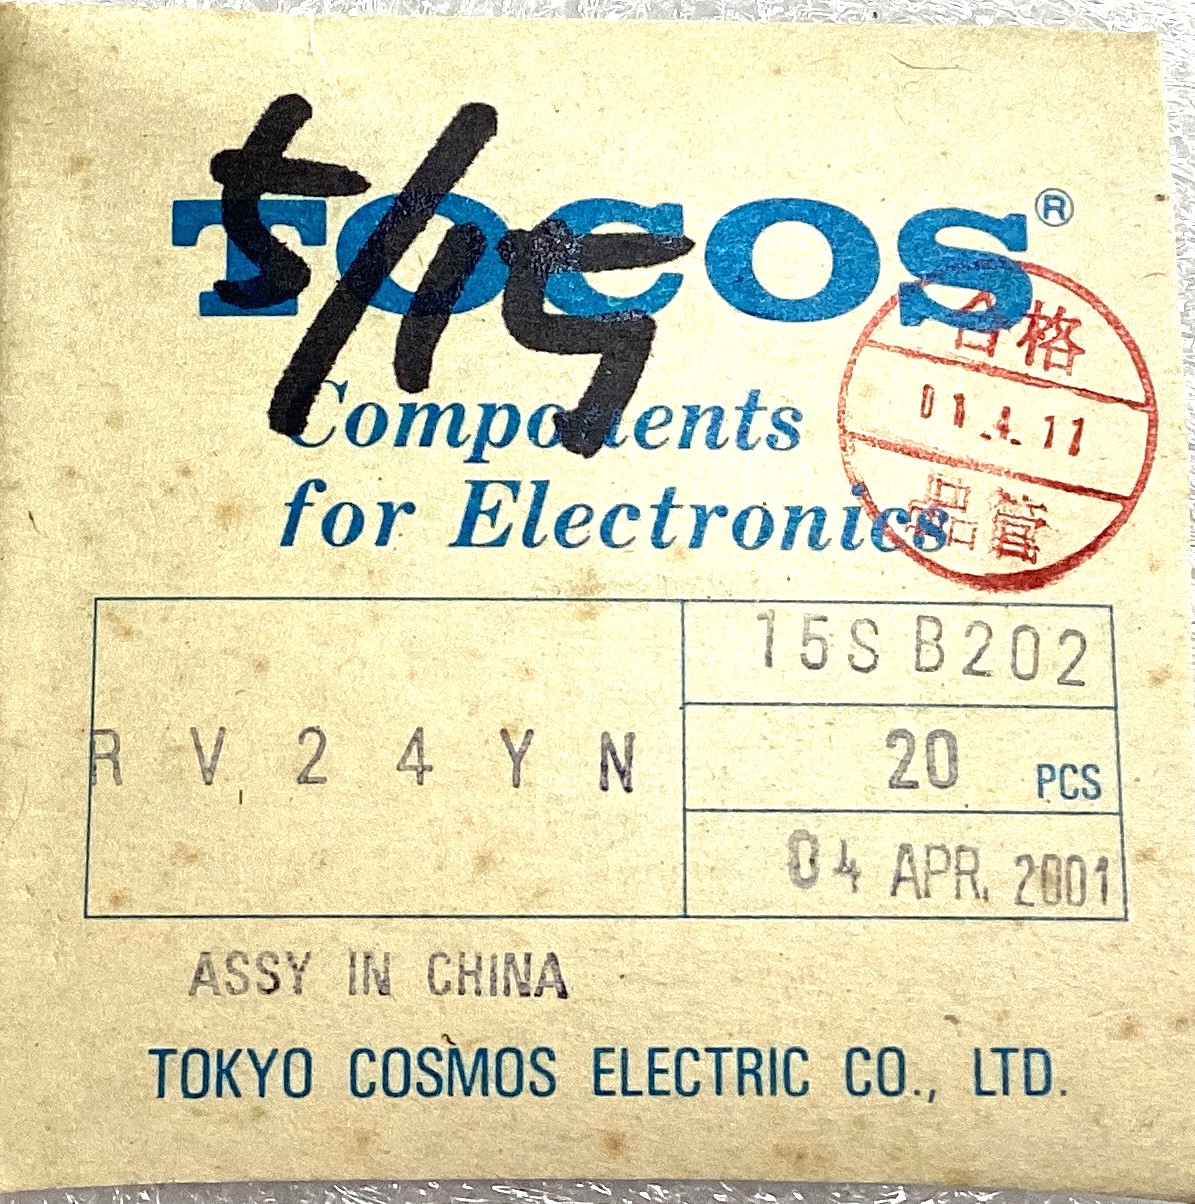 5/15
TOCOS®
合格
01.4.11
Components
for Electronics
品管
15S B202
RV24YN
20 PCS
04 APR. 2001
ASSY IN CHINA
TOKYO COSMOS ELECTRIC CO., LTD.